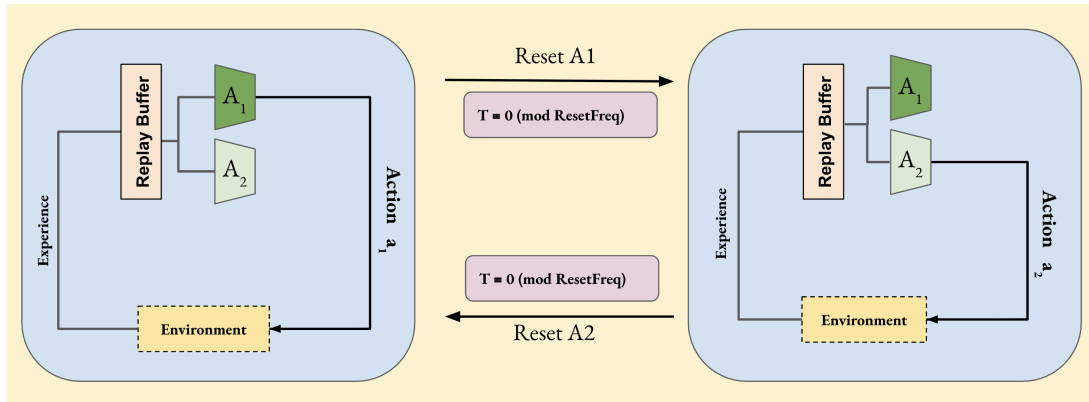 Replay Buffer
A1
A2
Experience
Action a1
Environment
Reset A1
T ≡ 0 (mod ResetFreq)
T ≡ 0 (mod ResetFreq)
Reset A2
Replay Buffer
A1
A2
Experience
Action a2
Environment